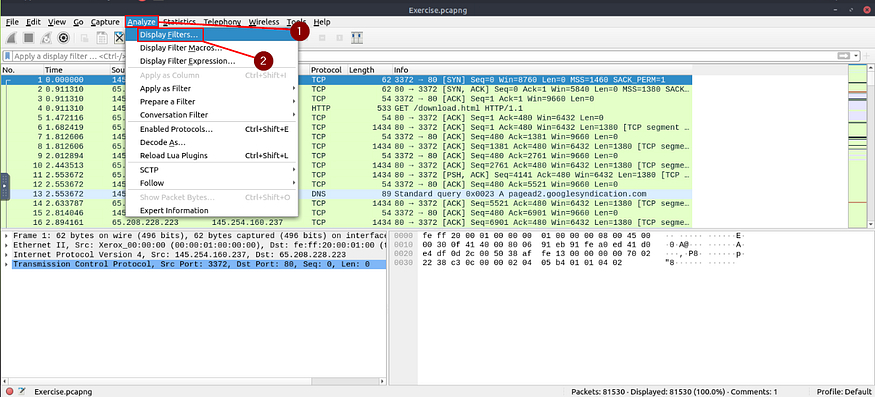 Exercise.pcapng
File Edit View Go Capture Analyze Statistics Telephony Wireless Tools Help
1
Apply a display filter ... <Ctrl-/>
Display Filters...
2
Display Filter Macros...
Display Filter Expression...
Apply as Column Ctrl+Shift+I
Apply as Filter
Prepare a Filter
Conversation Filter
Enabled Protocols... Ctrl+Shift+E
Decode As...
Reload Lua Plugins Ctrl+Shift+L
SCTP
Follow
Show Packet Bytes... Ctrl+Shift+O
Expert Information
No. Time Sou Protocol Length Info
1 0.000000 145 TCP 62 3372 → 80 [SYN] Seq=0 Win=8760 Len=0 MSS=1460 SACK_PERM=1
2 0.911310 65. TCP 62 80 → 3372 [SYN, ACK] Seq=0 Ack=1 Win=5840 Len=0 MSS=1380 SACK…
3 0.911310 145 TCP 54 3372 → 80 [ACK] Seq=1 Ack=1 Win=9660 Len=0
4 0.911310 145 HTTP 533 GET /download.html HTTP/1.1
5 1.472116 65. TCP 54 80 → 3372 [ACK] Seq=1 Ack=480 Win=6432 Len=0
6 1.682419 65. TCP 1434 80 → 3372 [ACK] Seq=1 Ack=480 Win=6432 Len=1380 [TCP segment …
7 1.812606 145 TCP 54 3372 → 80 [ACK] Seq=480 Ack=1381 Win=9660 Len=0
8 1.812606 65. TCP 1434 80 → 3372 [ACK] Seq=1381 Ack=480 Win=6432 Len=1380 [TCP segme…
9 2.012894 145 TCP 54 3372 → 80 [ACK] Seq=480 Ack=2761 Win=9660 Len=0
10 2.443513 65. TCP 1434 80 → 3372 [ACK] Seq=2761 Ack=480 Win=6432 Len=1380 [TCP segme…
11 2.553672 65. TCP 1434 80 → 3372 [PSH, ACK] Seq=4141 Ack=480 Win=6432 Len=1380 [TCP …
12 2.553672 145 TCP 54 3372 → 80 [ACK] Seq=480 Ack=5521 Win=9660 Len=0
13 2.553672 145 DNS 89 Standard query 0x0023 A pagead2.googlesyndication.com
14 2.633787 65. TCP 1434 80 → 3372 [ACK] Seq=5521 Ack=480 Win=6432 Len=1380 [TCP segme…
15 2.814046 145 TCP 54 3372 → 80 [ACK] Seq=480 Ack=6901 Win=9660 Len=0
16 2.894161 65.208.228.223 145.254.160.237 TCP 1434 80 → 3372 [ACK] Seq=6901 Ack=480 Win=6432 Len=1380 [TCP segme…
Frame 1: 62 bytes on wire (496 bits), 62 bytes captured (496 bits) on interfac
Ethernet II, Src: Xerox_00:00:00 (00:00:01:00:00:00), Dst: fe:ff:20:00:01:00 (
Internet Protocol Version 4, Src: 145.254.160.237, Dst: 65.208.228.223
Transmission Control Protocol, Src Port: 3372, Dst Port: 80, Seq: 0, Len: 0
0000 fe ff 20 00 01 00 00 00 01 00 00 00 08 00 45 00 ·· ····· ······E·
0010 00 30 0f 41 40 00 80 06 91 eb 91 fe a0 ed 41 d0 ·0·A@··· ······A·
0020 e4 df 0d 2c 00 50 38 af fe 13 00 00 00 00 70 02 ···,·P8· ······p·
0030 22 38 c3 0c 00 00 02 04 05 b4 01 01 04 02 "8······ ······
Exercise.pcapng
Packets: 81530 · Displayed: 81530 (100.0%) · Comments: 1
Profile: Default